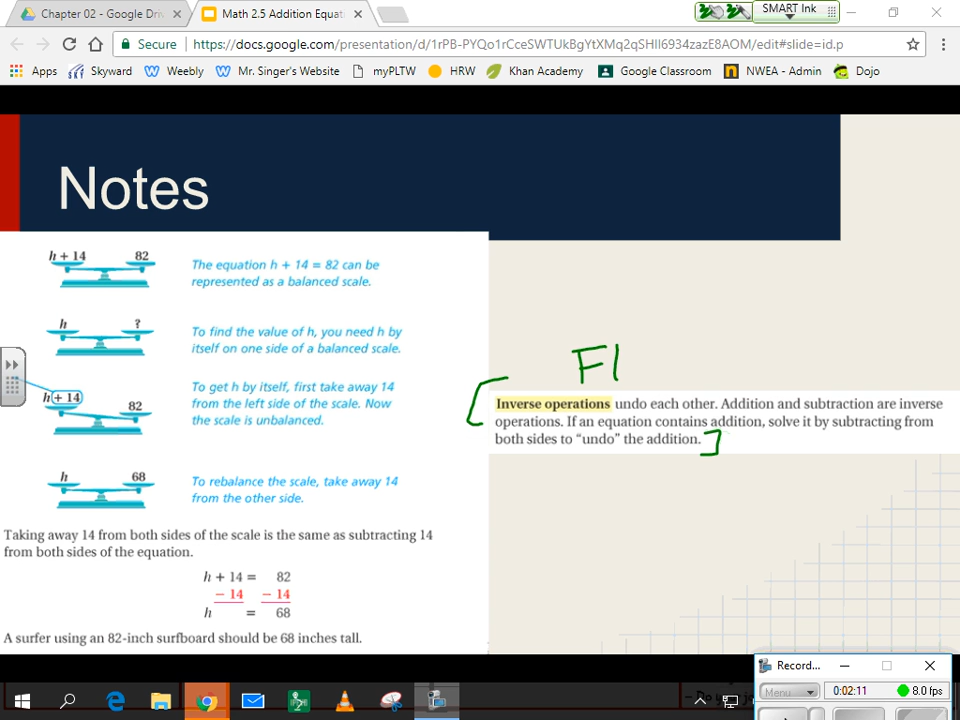 Chapter 02 - Google Driv
Math 2.5 Addition Equati
SMART Ink
Secure
https://docs.google.com/presentation/d/1rPB-PYQo1rCceSWTUkBgYtXMq2qSHII6934zazE8AOM/edit#slide=id.p
Apps Skyward Weebly Mr. Singer's Website myPLTW HRW Khan Academy Google Classroom NWEA - Admin Dojo
Notes
h + 14 82
The equation h + 14 = 82 can be
represented as a balanced scale.
h ?
To find the value of h, you need h by
itself on one side of a balanced scale.
h + 14
82
To get h by itself, first take away 14
from the left side of the scale. Now
the scale is unbalanced.
h 68
To rebalance the scale, take away 14
from the other side.
Taking away 14 from both sides of the scale is the same as subtracting 14
from both sides of the equation.
h + 14 = 82
– 14 – 14
h = 68
A surfer using an 82-inch surfboard should be 68 inches tall.
Inverse operations undo each other. Addition and subtraction are inverse
operations. If an equation contains addition, solve it by subtracting from
both sides to “undo” the addition.
Record...
Menu
0:02:11
8.0 fps